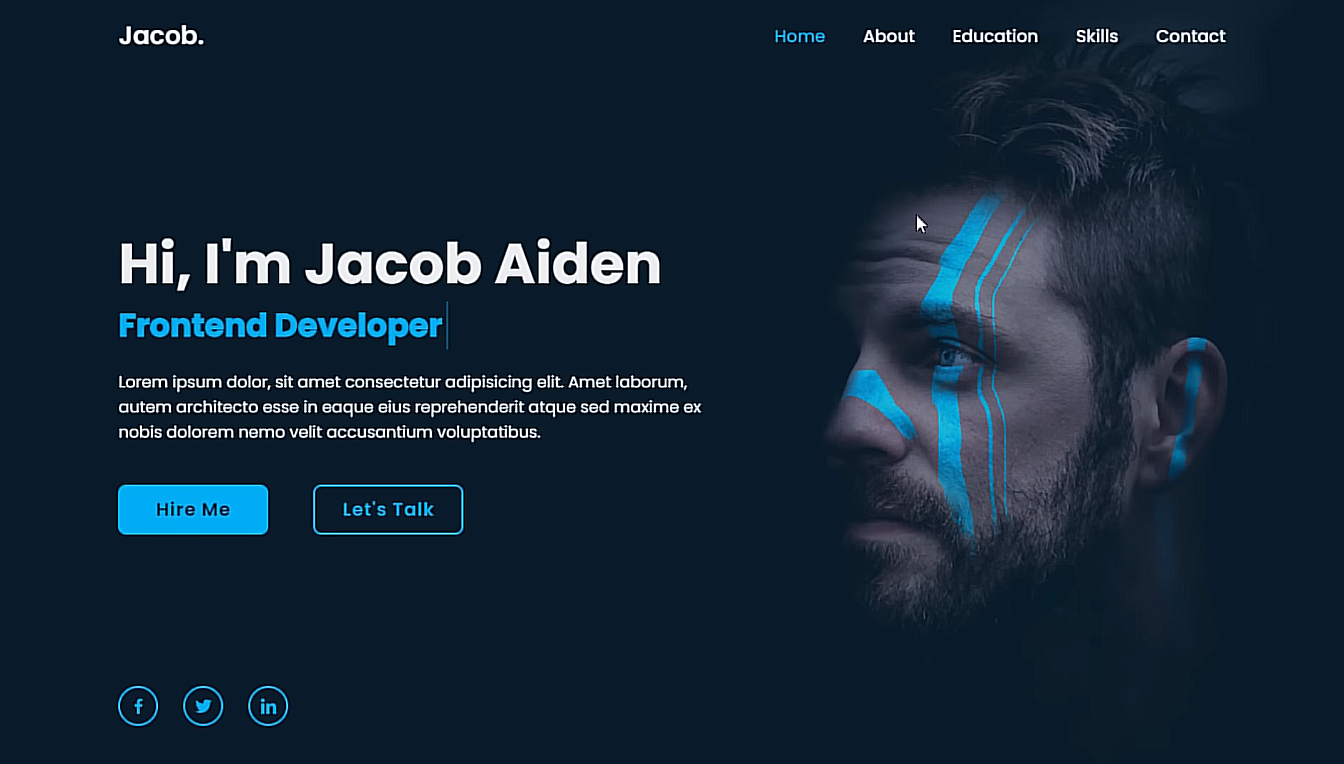 Jacob.
Home About Education Skills Contact
Hi, I'm Jacob Aiden
Frontend Developer
Lorem ipsum dolor, sit amet consectetur adipisicing elit. Amet laborum,
autem architecto esse in eaque eius reprehenderit atque sed maxime ex
nobis dolorem nemo velit accusantium voluptatibus.
Hire Me
Let's Talk